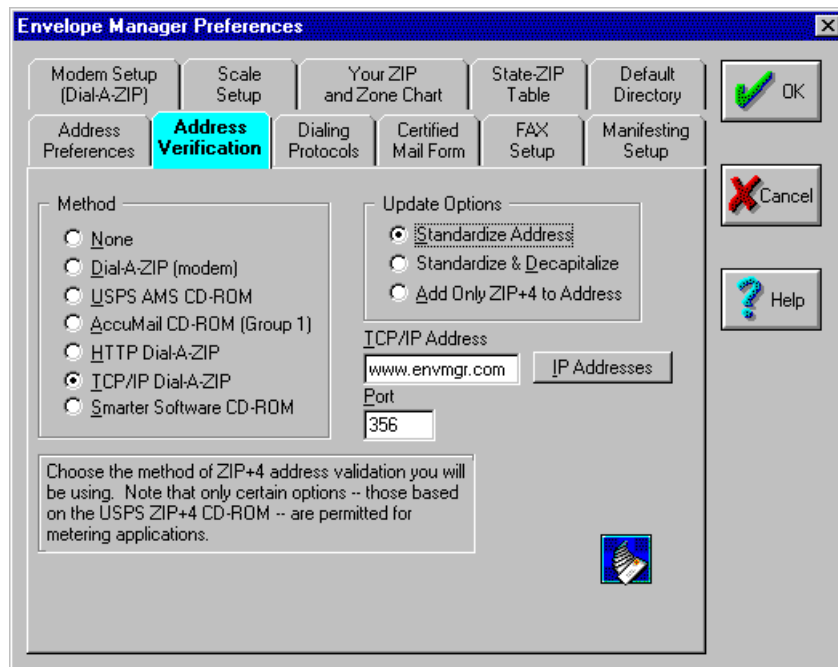 Envelope Manager Preferences
Modem Setup
(Dial-A-ZIP)
Scale
Setup
Your ZIP
and Zone Chart
State-ZIP
Table
Default
Directory
Address
Preferences
Address
Verification
Dialing
Protocols
Certified
Mail Form
FAX
Setup
Manifesting
Setup
OK
Cancel
Help
Method
None
Dial-A-ZIP (modem)
USPS AMS CD-ROM
AccuMail CD-ROM (Group 1)
HTTP Dial-A-ZIP
TCP/IP Dial-A-ZIP
Smarter Software CD-ROM
Update Options
Standardize Address
Standardize & Decapitalize
Add Only ZIP+4 to Address
TCP/IP Address
www.envmgr.com
IP Addresses
Port
356
Choose the method of ZIP+4 address validation you will
be using. Note that only certain options -- those based
on the USPS ZIP+4 CD-ROM -- are permitted for
metering applications.